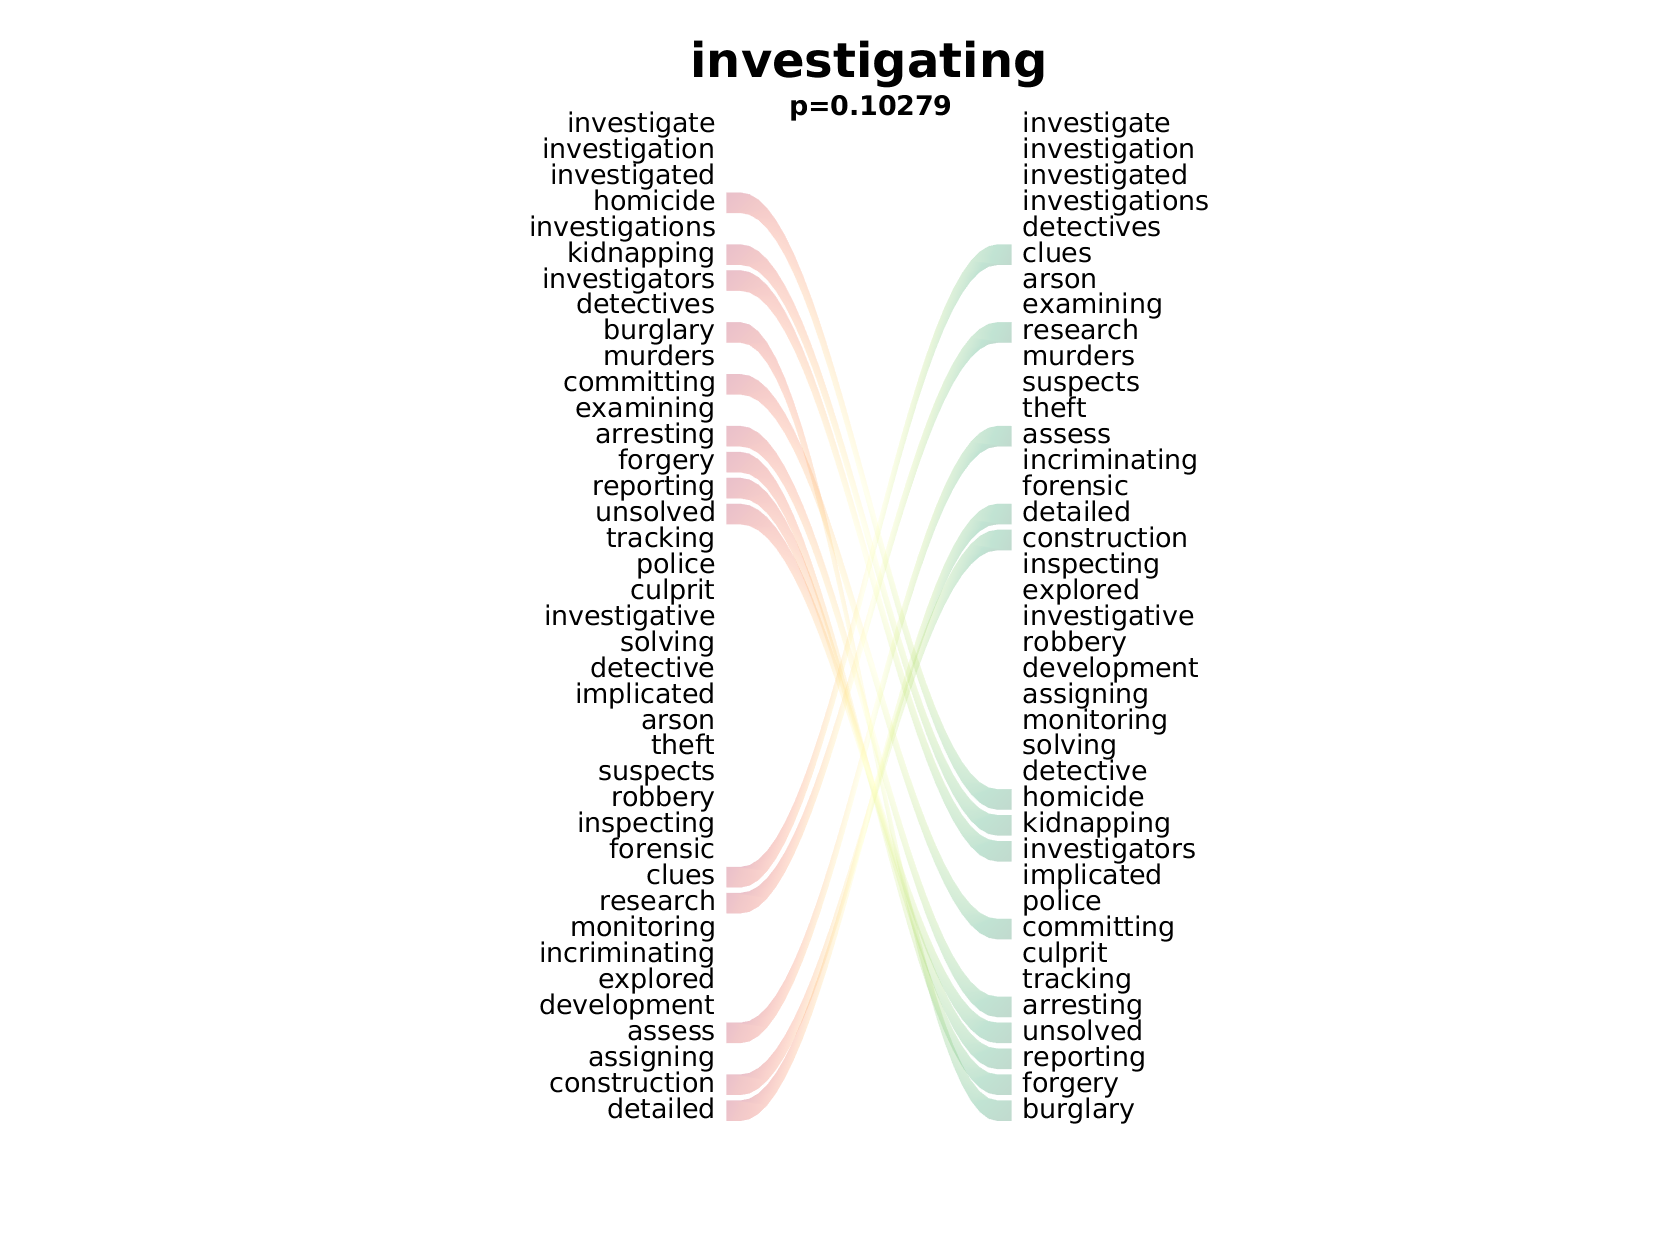 investigating
p=0.10279
investigate
investigation
investigated
homicide
investigations
kidnapping
investigators
detectives
burglary
murders
committing
examining
arresting
forgery
reporting
unsolved
tracking
police
culprit
investigative
solving
detective
implicated
arson
theft
suspects
robbery
inspecting
forensic
clues
research
monitoring
incriminating
explored
development
assess
assigning
construction
detailed
investigate
investigation
investigated
investigations
detectives
clues
arson
examining
research
murders
suspects
theft
assess
incriminating
forensic
detailed
construction
inspecting
explored
investigative
robbery
development
assigning
monitoring
solving
detective
homicide
kidnapping
investigators
implicated
police
committing
culprit
tracking
arresting
unsolved
reporting
forgery
burglary